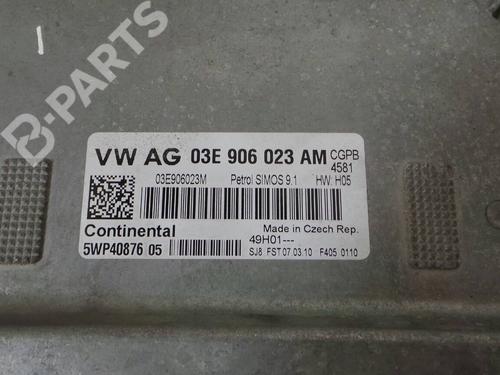 VW AG 03E 906 023 AM CGPB
4581
03E906023M Petrol SIMOS 9.1 HW: H05
Continental Made in Czech Rep.
49H01---
5WP40876 05 SJ8 FST 07.03.10 F405 0110
B-PARTS